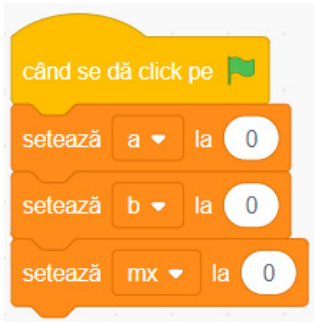 când se dă click pe
setează a la 0
setează b la 0
setează mx la 0